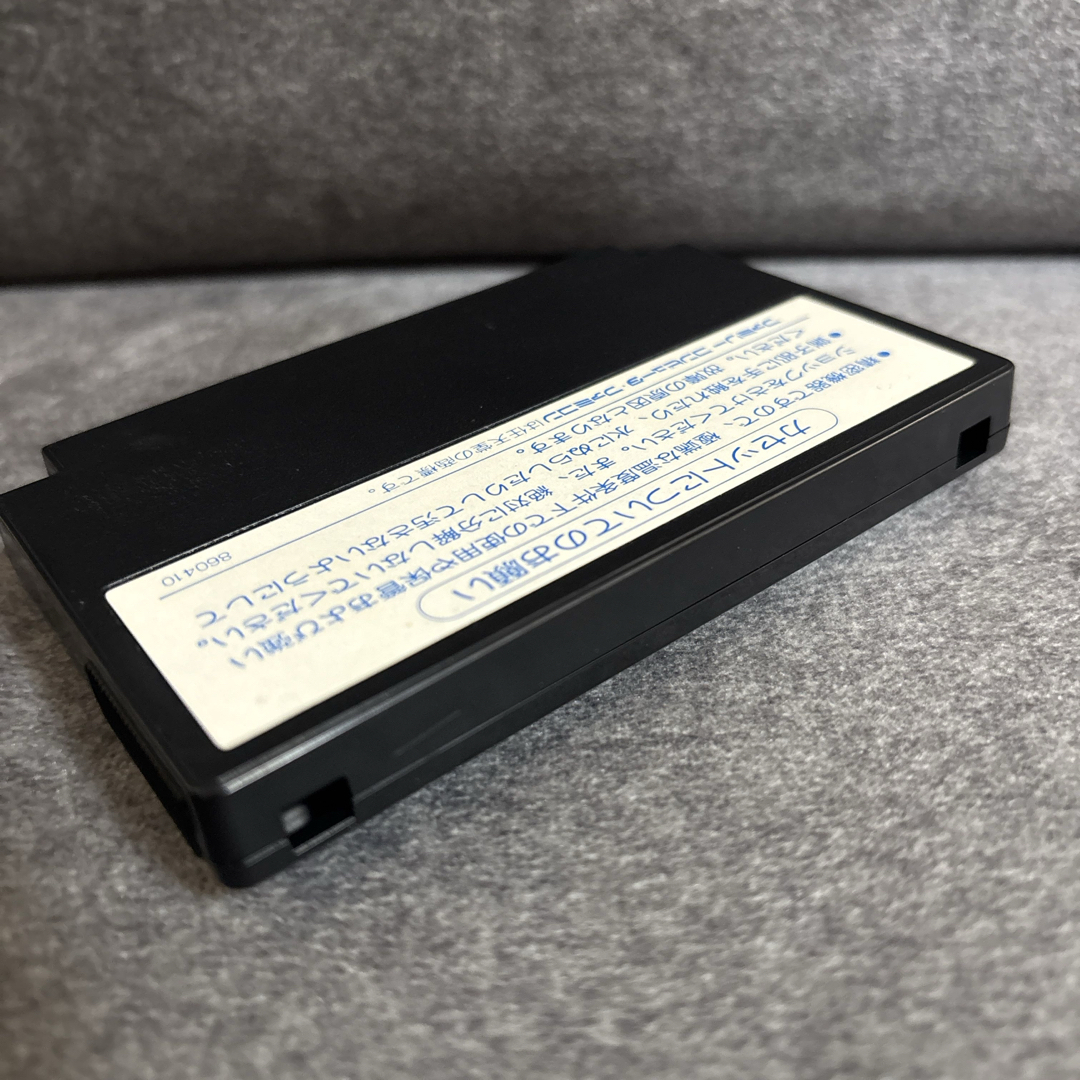 カセットについてのお願い
●精密機器ですので、極端な温度条件下での使用や保管および強い
ショックをさけてください。また、絶対に分解しないでください。
●端子部に手を触れたり、水にぬらしたりして汚さないようにして
ください。故障の原因となります。
ファミリーコンピュータ・ファミコンは任天堂の商標です。
860410